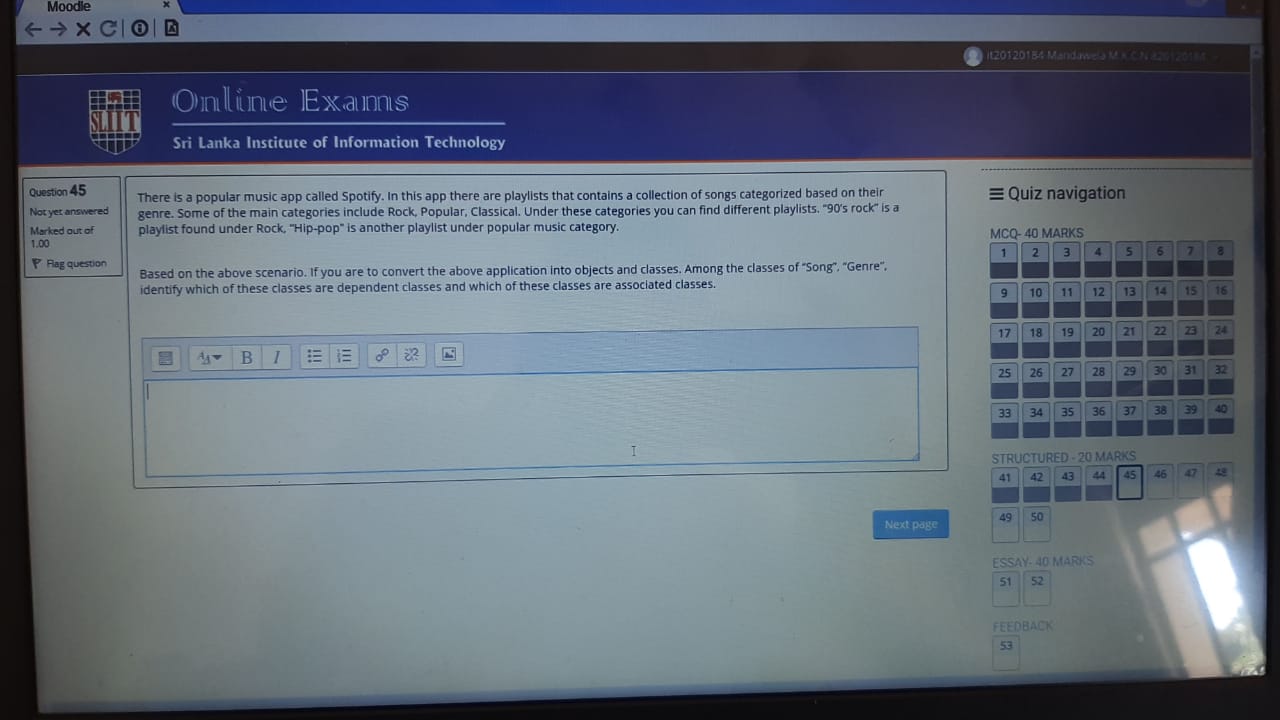 Moodle
it20120184 Mandawela M.K.C.N it20120184
SLIIT
Online Exams
Sri Lanka Institute of Information Technology
Question 45
Not yet answered
Marked out of
1.00
Flag question
There is a popular music app called Spotify. In this app there are playlists that contains a collection of songs categorized based on their
genre. Some of the main categories include Rock, Popular, Classical. Under these categories you can find different playlists. "90's rock" is a
playlist found under Rock, "Hip-pop" is another playlist under popular music category.
Based on the above scenario. If you are to convert the above application into objects and classes. Among the classes of "Song", "Genre",
identify which of these classes are dependent classes and which of these classes are associated classes.
B I
Next page
Quiz navigation
MCQ- 40 MARKS
1 2 3 4 5 6 7 8
9 10 11 12 13 14 15 16
17 18 19 20 21 22 23 24
25 26 27 28 29 30 31 32
33 34 35 36 37 38 39 40
STRUCTURED - 20 MARKS
41 42 43 44 45 46 47 48
49 50
ESSAY- 40 MARKS
51 52
FEEDBACK
53